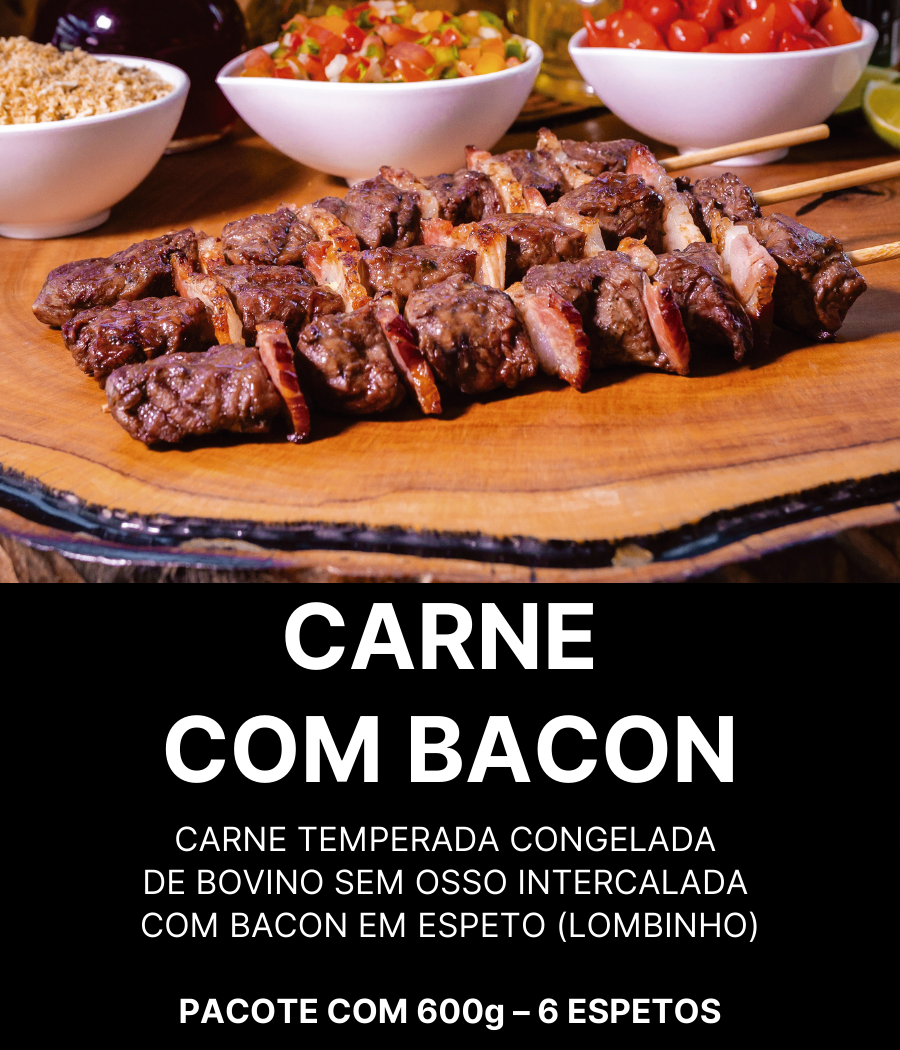 CARNE
COM BACON
CARNE TEMPERADA CONGELADA
DE BOVINO SEM OSSO INTERCALADA
COM BACON EM ESPETO (LOMBINHO)
PACOTE COM 600g – 6 ESPETOS